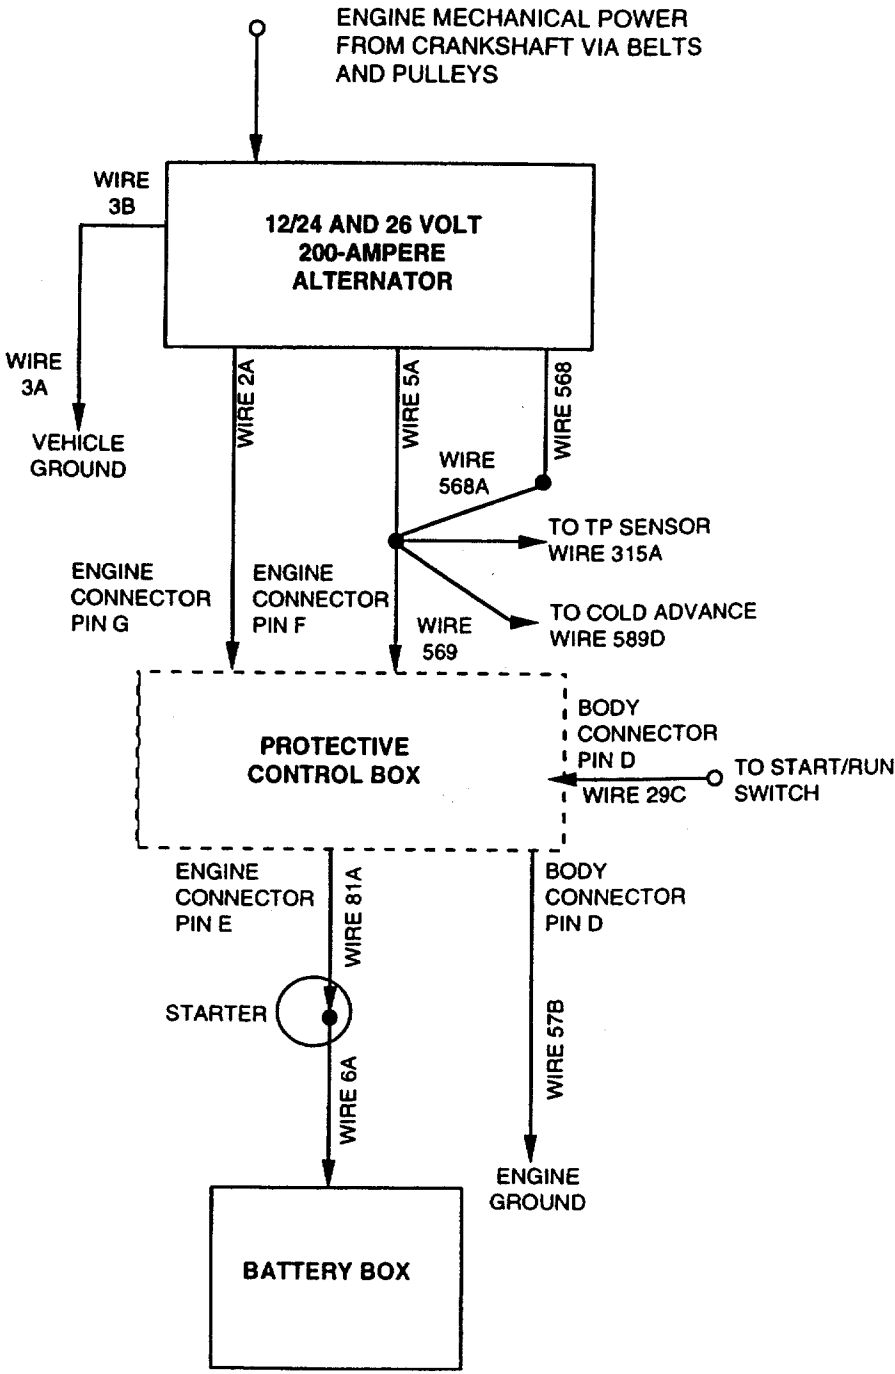 ENGINE MECHANICAL POWER
FROM CRANKSHAFT VIA BELTS
AND PULLEYS
WIRE
3B
12/24 AND 26 VOLT
200-AMPERE
ALTERNATOR
WIRE
3A
VEHICLE
GROUND
WIRE 2A
WIRE 5A
WIRE 568
WIRE
568A
TO TP SENSOR
WIRE 315A
TO COLD ADVANCE
WIRE 589D
ENGINE
CONNECTOR
PIN G
ENGINE
CONNECTOR
PIN F
WIRE
569
PROTECTIVE
CONTROL BOX
BODY
CONNECTOR
PIN D
WIRE 29C
TO START/RUN
SWITCH
ENGINE
CONNECTOR
PIN E
WIRE 81A
BODY
CONNECTOR
PIN D
STARTER
WIRE 6A
WIRE 57B
ENGINE
GROUND
BATTERY BOX